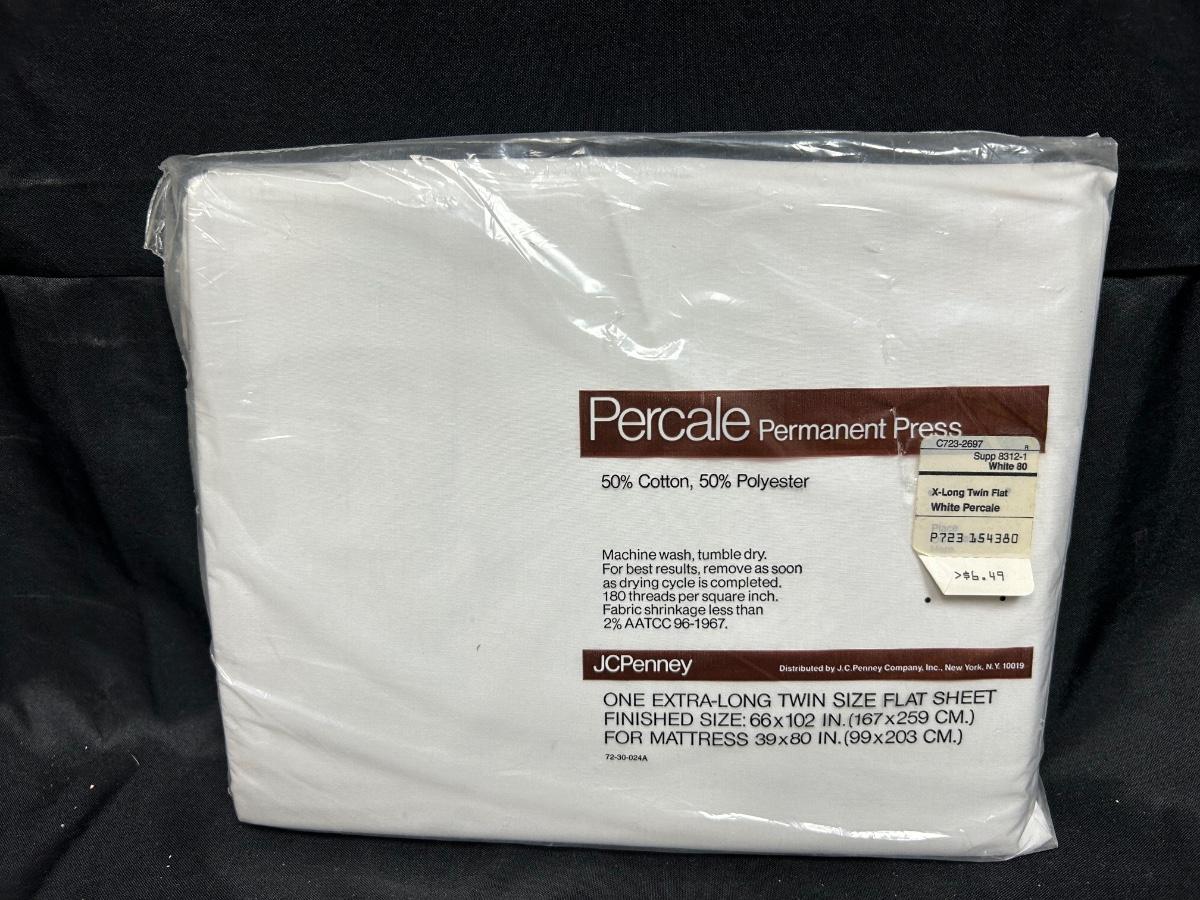 Percale Permanent Press
C723-2697 R
Supp 8312-1
White 80
50% Cotton, 50% Polyester
X-Long Twin Flat
White Percale
Place
P723 154380
>$6.49
Machine wash, tumble dry.
For best results, remove as soon
as drying cycle is completed.
180 threads per square inch.
Fabric shrinkage less than
2% AATCC 96-1967.
JCPenney Distributed by J.C. Penney Company, Inc., New York, N.Y. 10019
ONE EXTRA-LONG TWIN SIZE FLAT SHEET
FINISHED SIZE: 66x102 IN. (167x259 CM.)
FOR MATTRESS 39x80 IN. (99x203 CM.)
72-30-024A